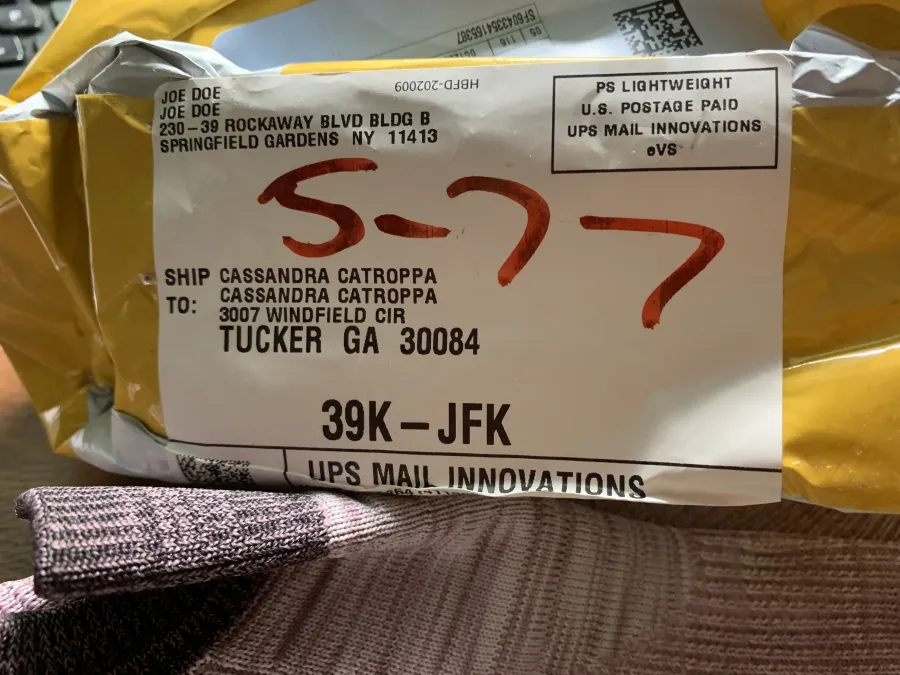 SF6043354165387
JOE DOE
JOE DOE
230-39 ROCKAWAY BLVD BLDG B
SPRINGFIELD GARDENS NY 11413
HBFD-202009
PS LIGHTWEIGHT
U.S. POSTAGE PAID
UPS MAIL INNOVATIONS
eVS
S-77
SHIP TO:
CASSANDRA CATROPPA
CASSANDRA CATROPPA
3007 WINDFIELD CIR
TUCKER GA 30084
39K-JFK
UPS MAIL INNOVATIONS